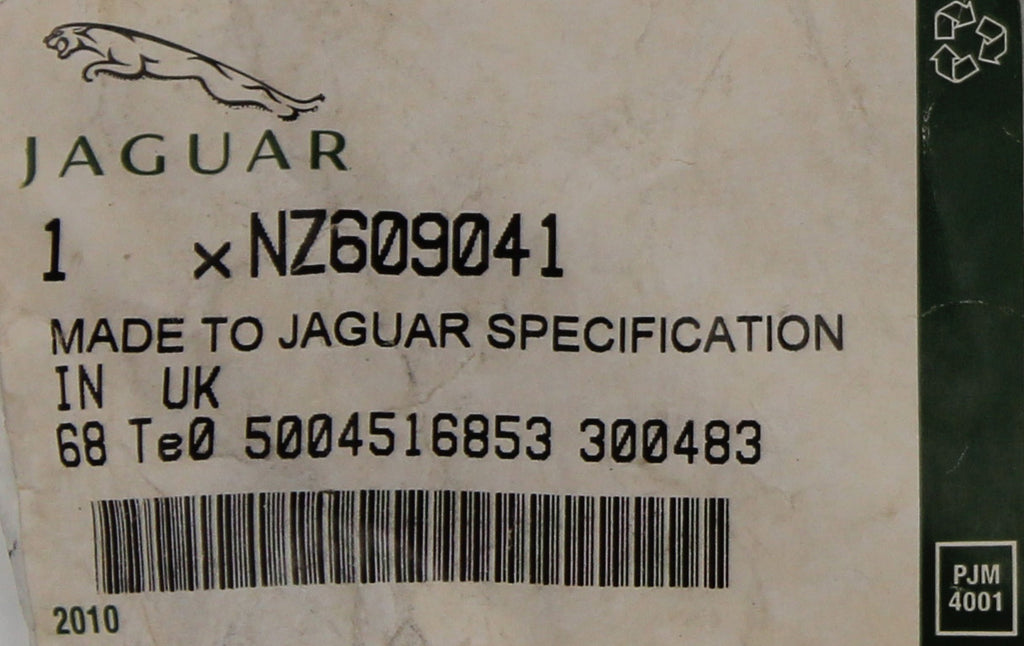 JAGUAR
1 x NZ609041
MADE TO JAGUAR SPECIFICATION
IN UK
68 Te0 5004516853 300483
2010
PJM
4001